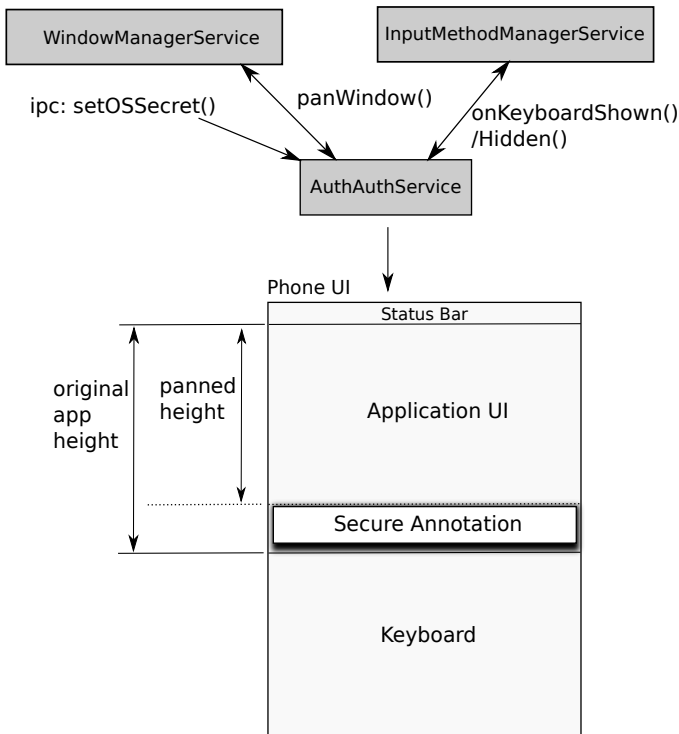 WindowManagerService
InputMethodManagerService
ipc: setOSSecret()
panWindow()
onKeyboardShown()
/Hidden()
AuthAuthService
Phone UI
Status Bar
original
app
height
panned
height
Application UI
Secure Annotation
Keyboard